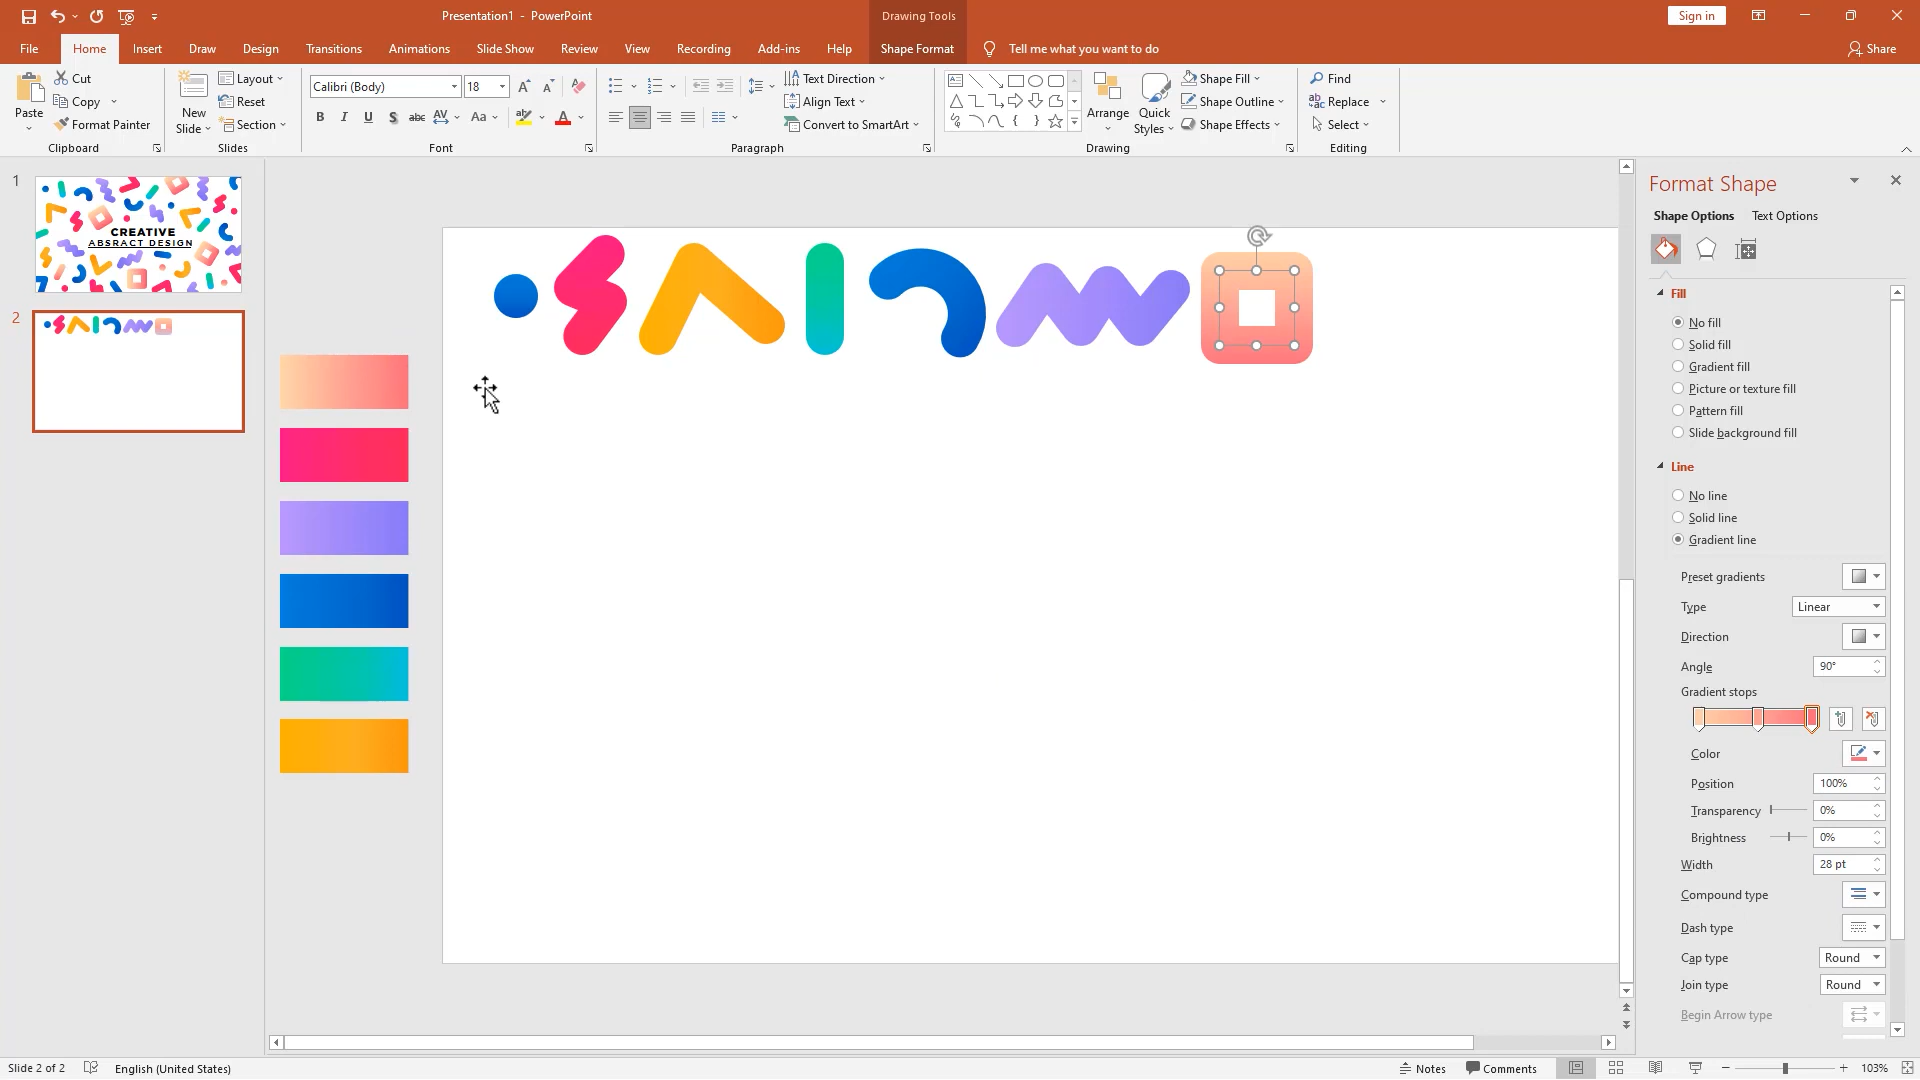 Presentation1 - PowerPoint
Drawing Tools
Sign in
File
Home
Insert
Draw
Design
Transitions
Animations
Slide Show
Review
View
Recording
Add-ins
Help
Shape Format
Tell me what you want to do
Share
Paste
Cut
Copy
Format Painter
Clipboard
New Slide
Layout
Reset
Section
Slides
Calibri (Body)
18
B I U S abc AV Aa A
Font
Text Direction
Align Text
Convert to SmartArt
Paragraph
Arrange
Quick Styles
Shape Fill
Shape Outline
Shape Effects
Drawing
Find
Replace
Select
Editing
1
CREATIVE
ABSRACT DESIGN
2
Format Shape
Shape Options
Text Options
Fill
No fill
Solid fill
Gradient fill
Picture or texture fill
Pattern fill
Slide background fill
Line
No line
Solid line
Gradient line
Preset gradients
Type Linear
Direction
Angle 90°
Gradient stops
Color
Position 100%
Transparency 0%
Brightness 0%
Width 28 pt
Compound type
Dash type
Cap type Round
Join type Round
Begin Arrow type
Slide 2 of 2
English (United States)
Notes
Comments
103%